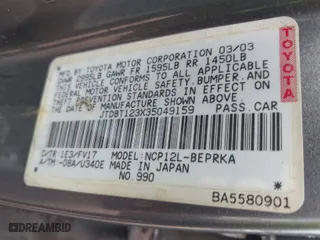 MFD. BY TOYOTA MOTOR CORPORATION 03/03
GVWR 2995LB GAWR FR 1595LB RR 1450LB
THIS VEHICLE CONFORMS TO ALL APPLICABLE
FEDERAL MOTOR VEHICLE SAFETY, BUMPER, AND
THEFT PREVENTION STANDARDS IN EFFECT ON
THE DATE OF MANUFACTURE SHOWN ABOVE.
JTDBT123X35049159 PASS. CAR
C/TR: 1E3/FV17 MODEL: NCP12L-BEPRKA
A/TM: -08A/U340E MADE IN JAPAN
NO. 990
BA5580901
TOYOTA